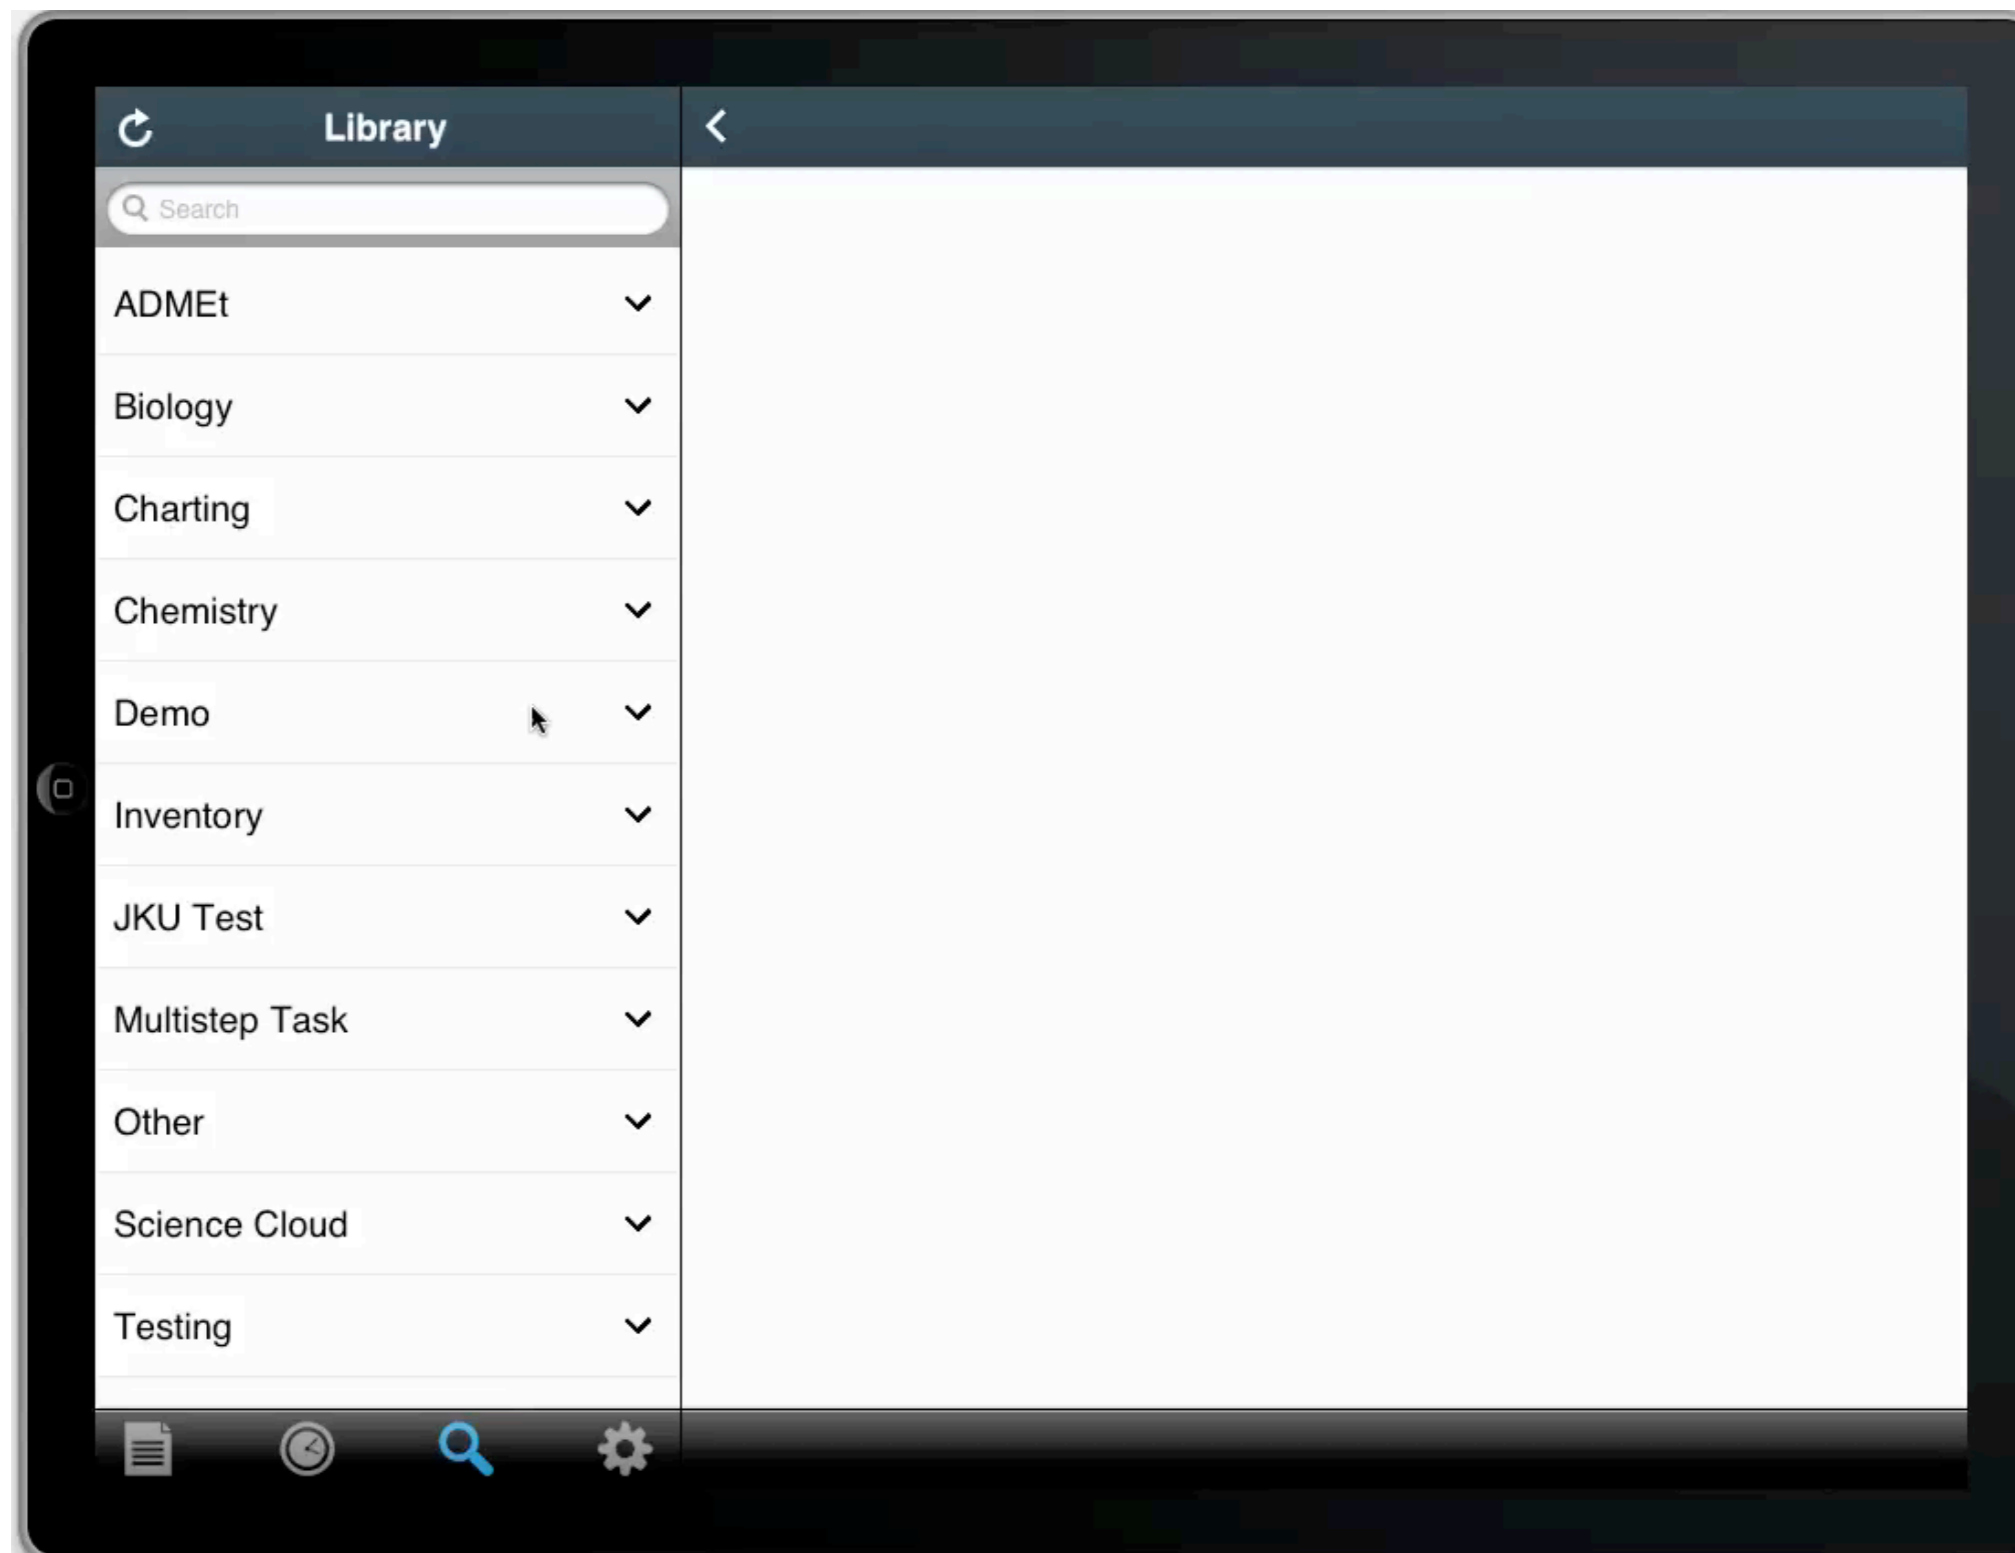 Library
Search
ADMEt
Biology
Charting
Chemistry
Demo
Inventory
JKU Test
Multistep Task
Other
Science Cloud
Testing